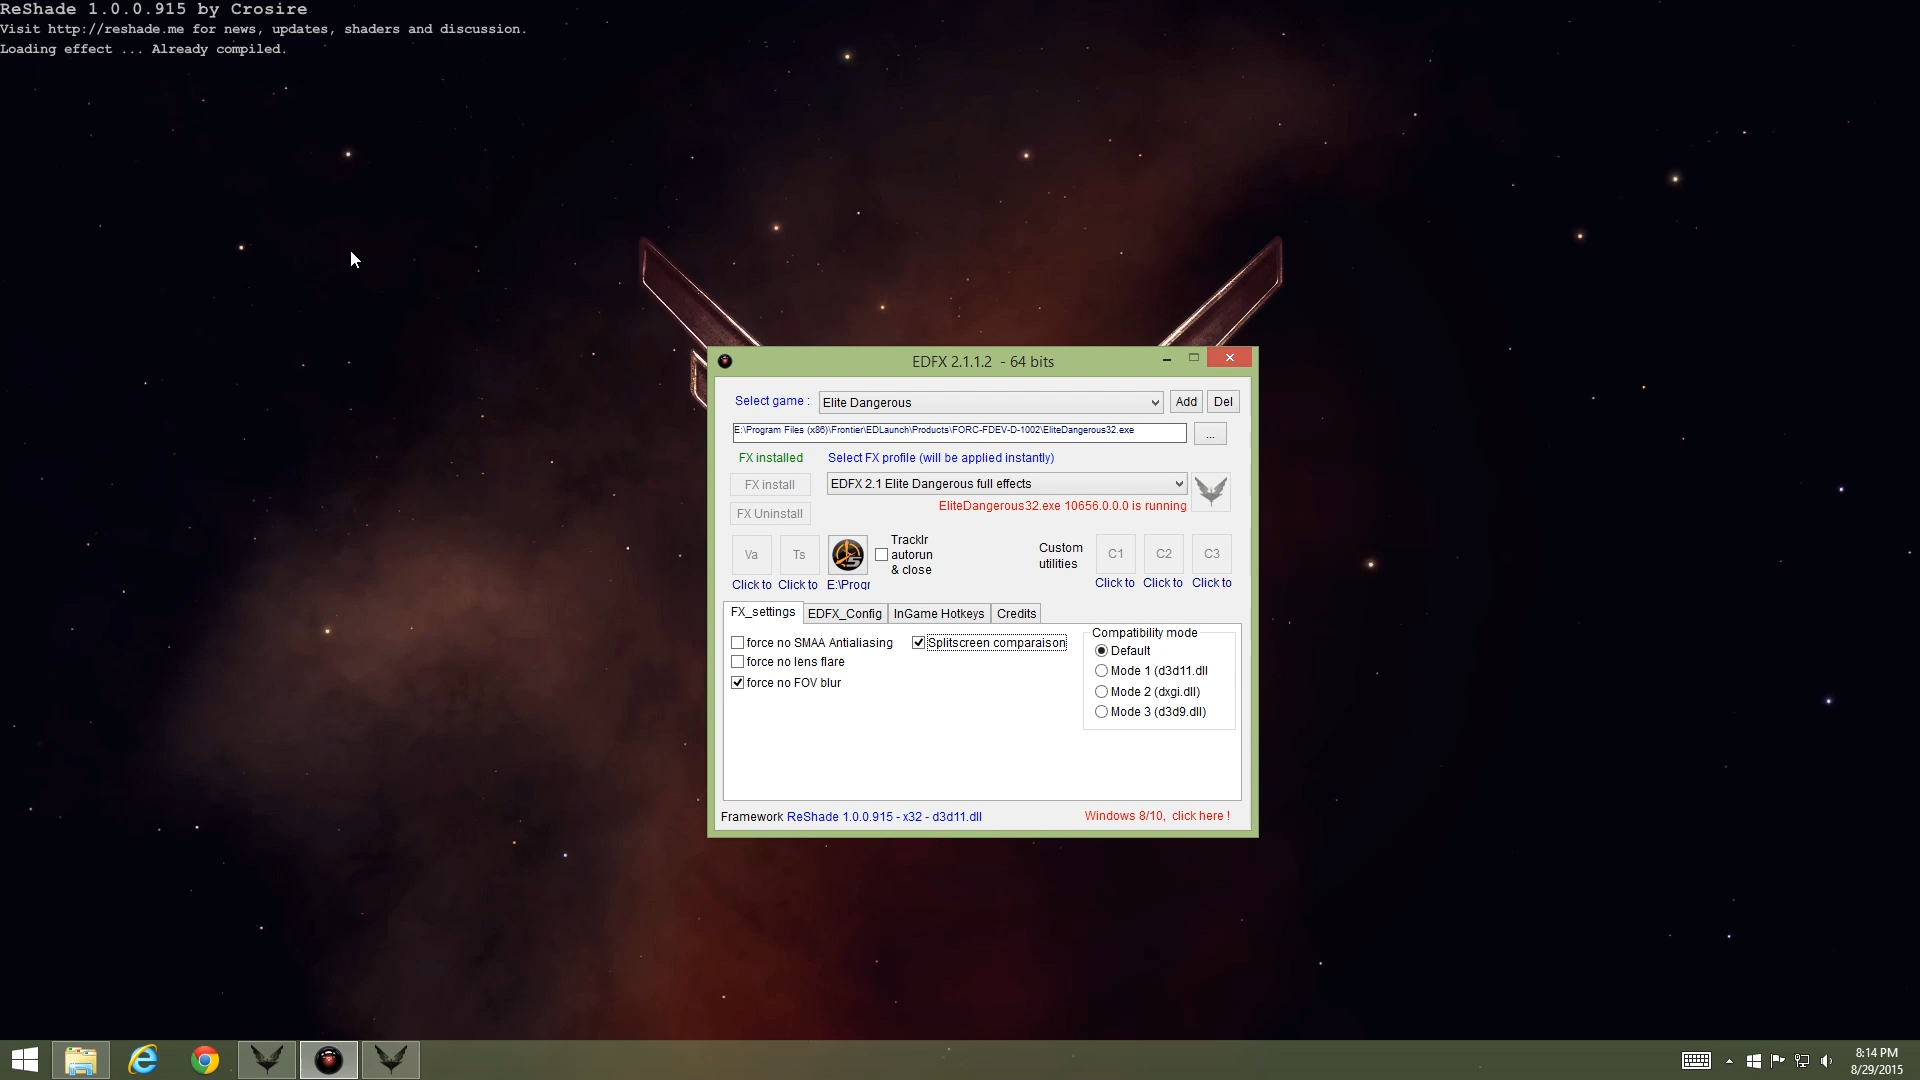 ReShade 1.0.0.915 by Crosire
Visit http://reshade.me for news, updates, shaders and discussion.
Loading effect ... Already compiled.
EDFX 2.1.1.2 - 64 bits
Select game :
Elite Dangerous
Add
Del
E:\Program Files (x86)\Frontier\EDLaunch\Products\FORC-FDEV-D-1002\EliteDangerous32.exe
...
FX installed
Select FX profile (will be applied instantly)
FX install
EDFX 2.1 Elite Dangerous full effects
EliteDangerous32.exe 10656.0.0.0 is running
FX Uninstall
Va
Ts
5
TrackIr
autorun
& close
Custom
utilities
C1
C2
C3
Click to
Click to
E:\Progr
Click to
Click to
Click to
FX_settings
EDFX_Config
InGame Hotkeys
Credits
force no SMAA Antialiasing
Splitscreen comparaison
force no lens flare
force no FOV blur
Compatibility mode
Default
Mode 1 (d3d11.dll
Mode 2 (dxgi.dll)
Mode 3 (d3d9.dll)
Framework ReShade 1.0.0.915 - x32 - d3d11.dll
Windows 8/10, click here !
8:14 PM
8/29/2015